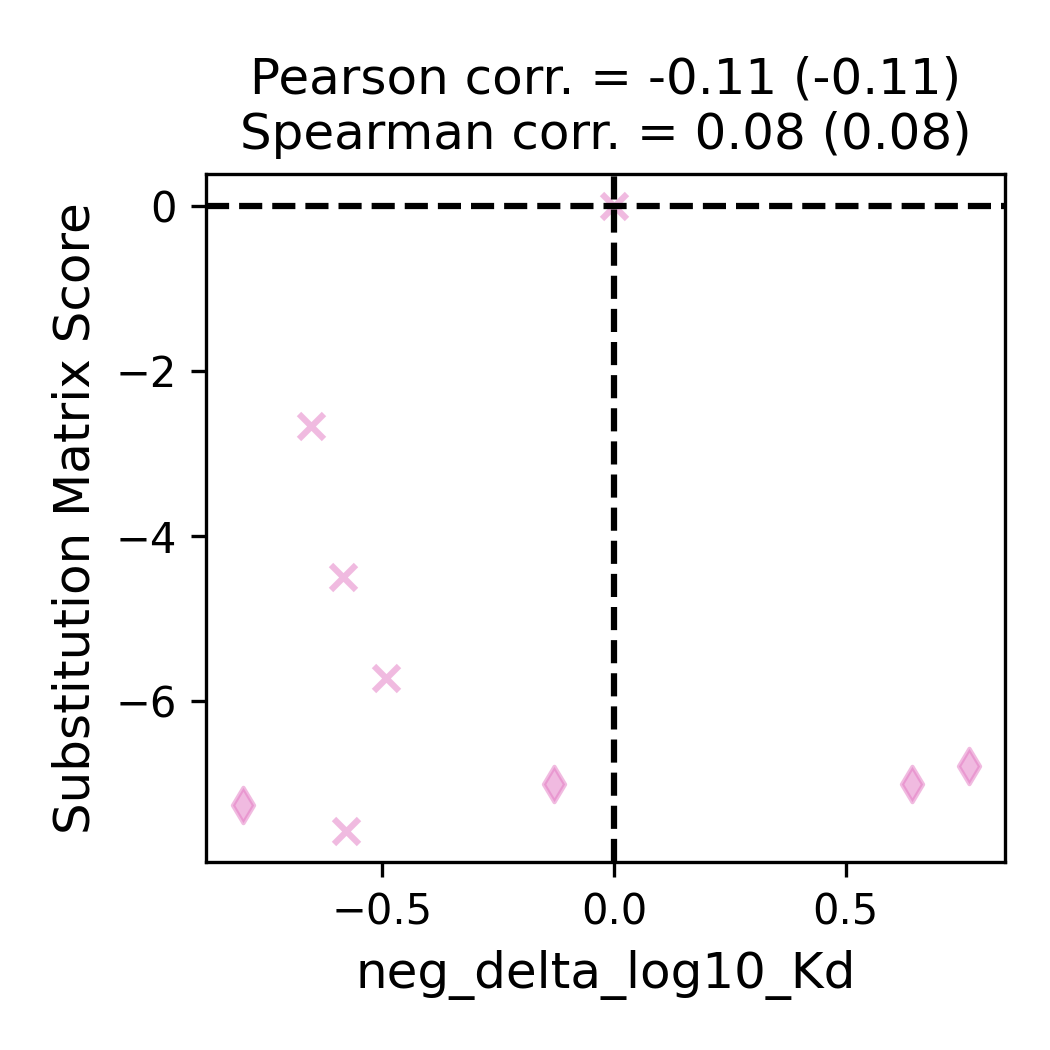 Pearson corr. = -0.11 (-0.11)
Spearman corr. = 0.08 (0.08)
Substitution Matrix Score
0
−2
−4
−6
−0.5 0.0 0.5
neg_delta_log10_Kd